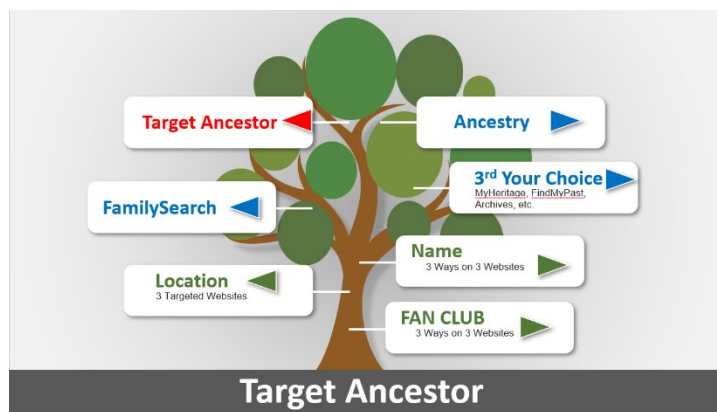 Target Ancestor
Ancestry
3rd Your Choice
MyHeritage, FindMyPast,
Archives, etc.
FamilySearch
Name
3 Ways on 3 Websites
Location
3 Targeted Websites
FAN CLUB
3 Ways on 3 Websites
Target Ancestor